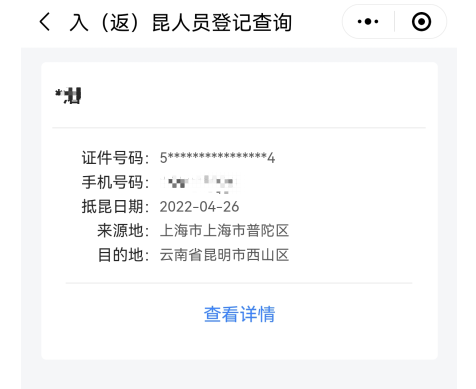 入（返）昆人员登记查询
证件号码：5****************4
手机号码：
抵昆日期：2022-04-26
来源地：上海市上海市普陀区
目的地：云南省昆明市西山区
查看详情